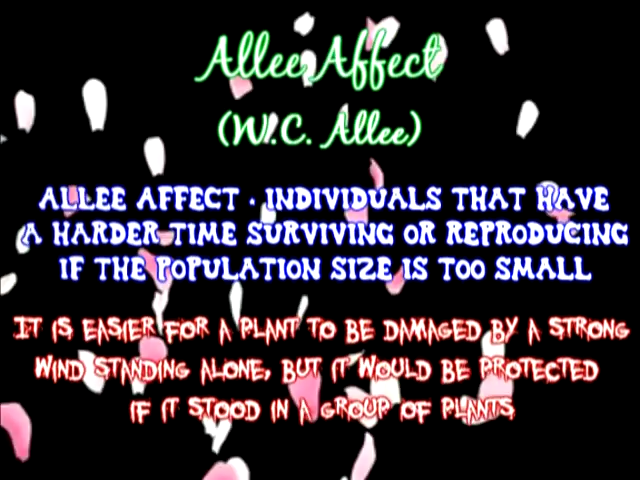 Allee Affect
(W.C. Allee)
ALLEE AFFECT - INDIVIDUALS THAT HAVE
A HARDER TIME SURVIVING OR REPRODUCING
IF THE POPULATION SIZE IS TOO SMALL
IT IS EASIER FOR A PLANT TO BE DAMAGED BY A STRONG
WIND STANDING ALONE, BUT IT WOULD BE PROTECTED
IF IT STOOD IN A GROUP OF PLANTS